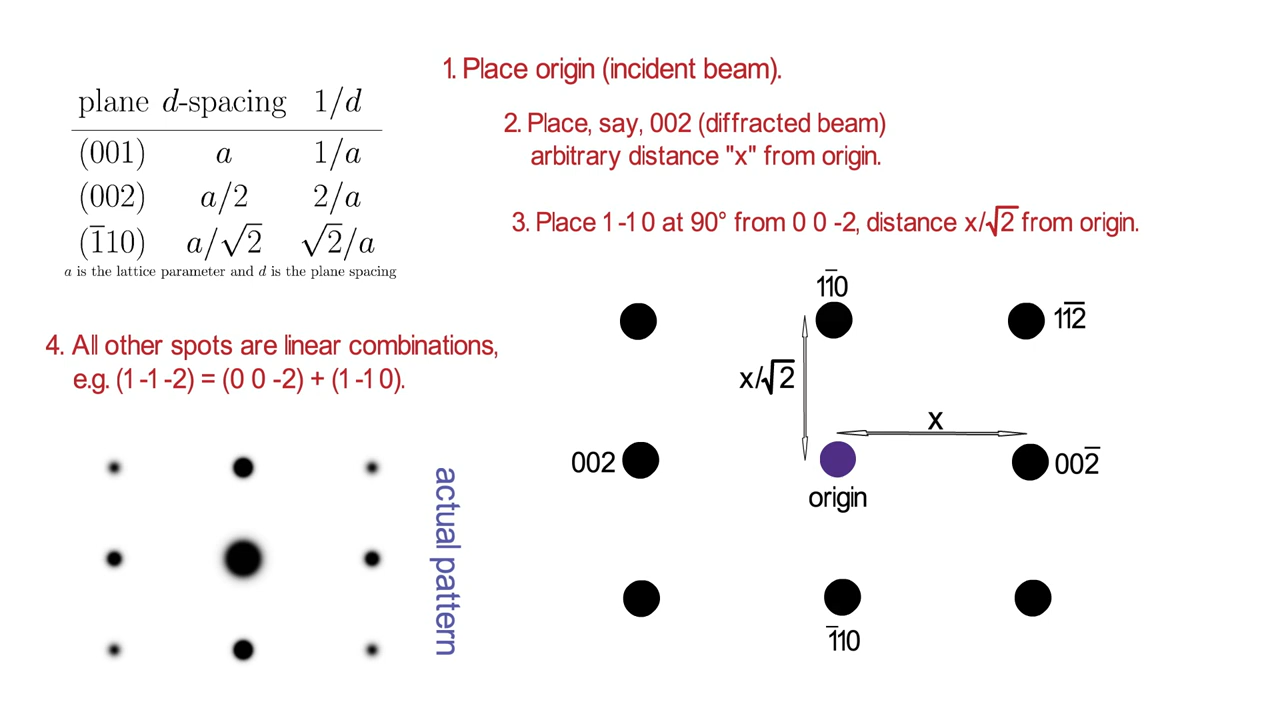 plane d-spacing 1/d
(001) a 1/a
(002) a/2 2/a
(1̅10) a/√2 √2/a
a is the lattice parameter and d is the plane spacing
1. Place origin (incident beam).
2. Place, say, 002 (diffracted beam)
arbitrary distance "x" from origin.
3. Place 1 -1 0 at 90° from 0 0 -2, distance x/√2 from origin.
4. All other spots are linear combinations,
e.g. (1 -1 -2) = (0 0 -2) + (1 -1 0).
actual pattern
11̅0
11̅2̅
x/√2
x
002
002̅
origin
1̅10